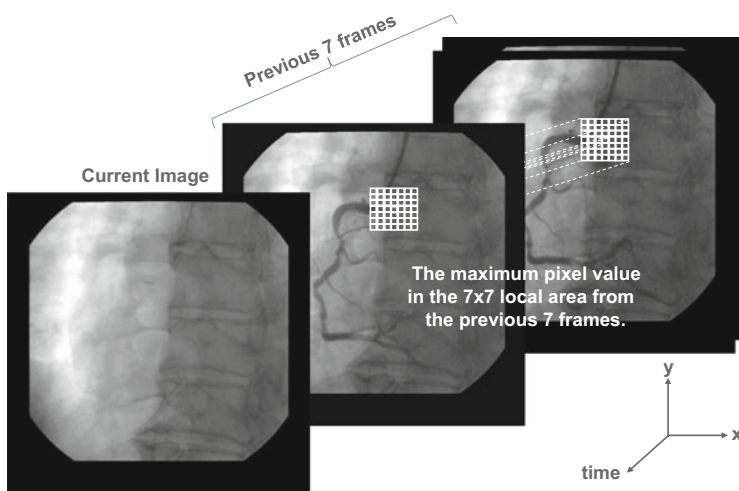 Previous 7 frames
Current Image
The maximum pixel value
in the 7x7 local area from
the previous 7 frames.
y
x
time